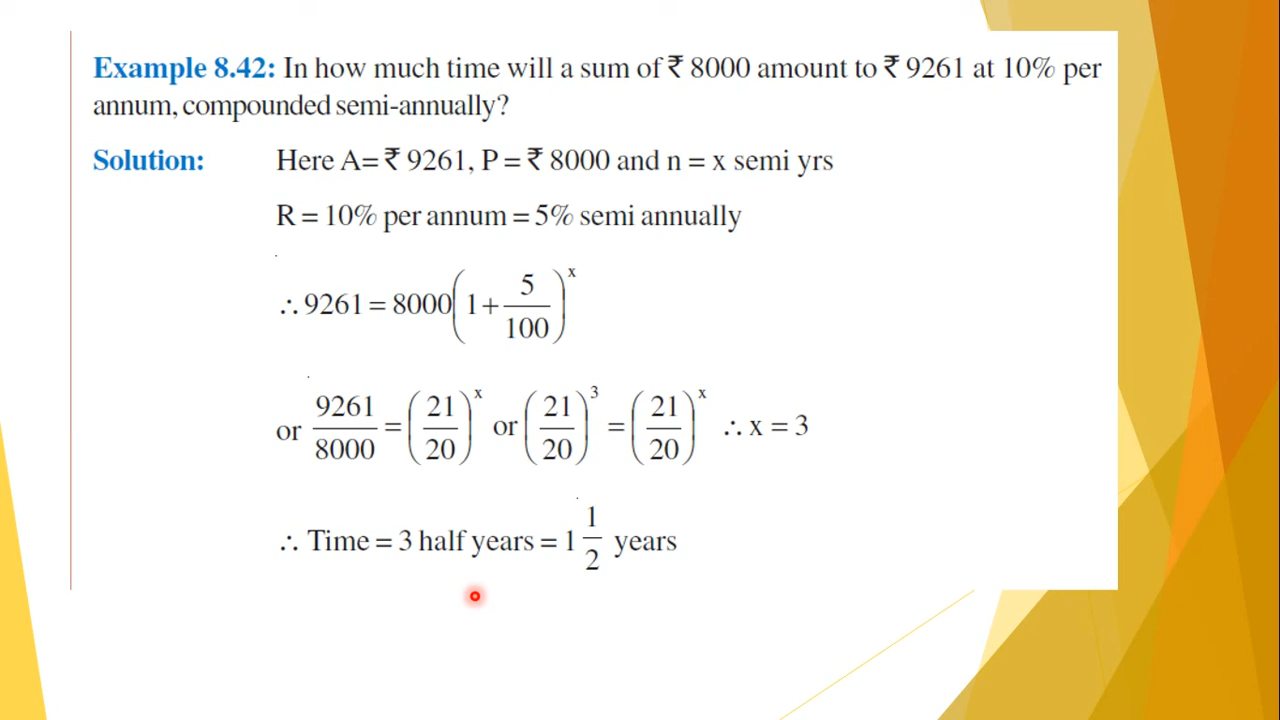 Example 8.42: In how much time will a sum of ₹ 8000 amount to ₹ 9261 at 10% per
annum, compounded semi-annually?
Solution: Here A= ₹ 9261, P = ₹ 8000 and n = x semi yrs
R = 10% per annum = 5% semi annually
∴ 9261 = 8000(1 + 5/100)^x
or 9261/8000 = (21/20)^x or (21/20)^3 = (21/20)^x ∴ x = 3
∴ Time = 3 half years = 1 1/2 years